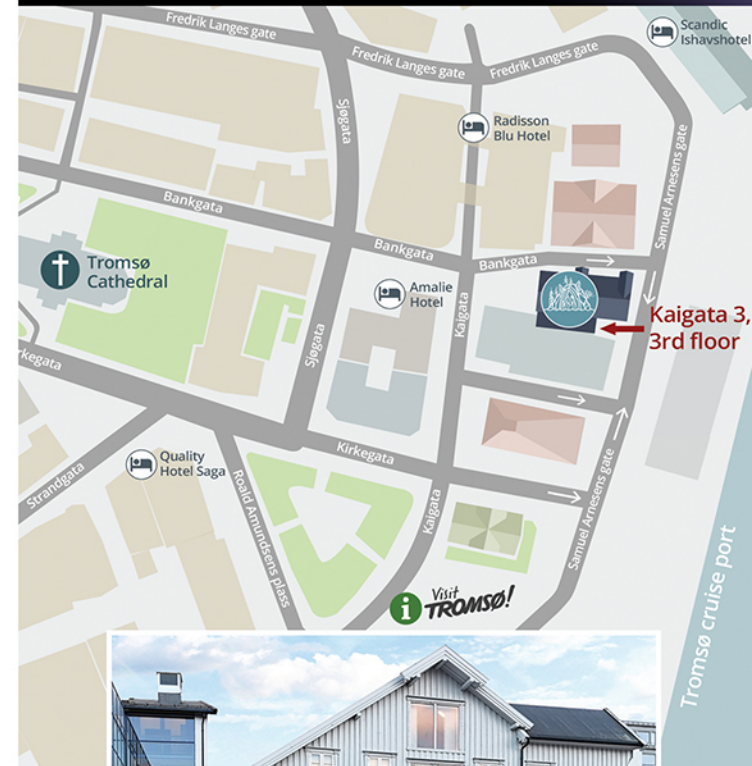 Fredrik Langes gate
Fredrik Langes gate
Fredrik Langes gate
Scandic
Ishavshotel
Sjøgata
Radisson
Blu Hotel
Samuel Arnesens gate
Bankgata
Bankgata
Bankgata
Tromsø
Cathedral
Amalie
Hotel
Kaigata
Kaigata 3,
3rd floor
Sjøgata
rkegata
Kirkegata
Quality
Hotel Saga
Strandgata
Roald Amundsens plass
Kaigata
Samuel Arnesens gate
i
Visit
TROMSØ!
Tromsø cruise port